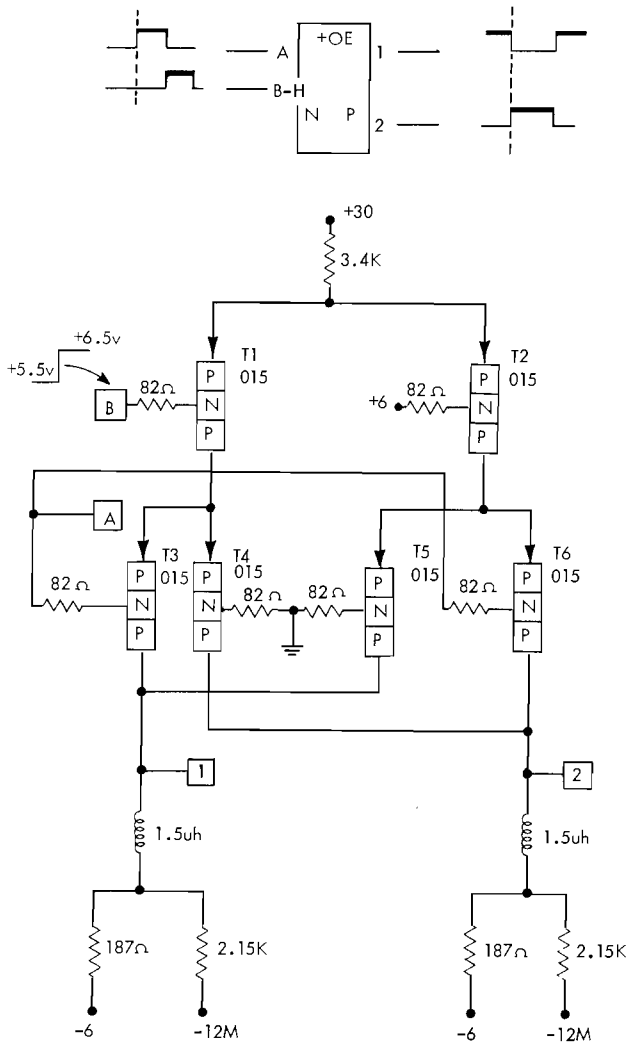 A +OE 1
B-H
N P 2
+30
3.4K
+6.5v
+5.5v
T1
015
T2
015
82Ω
82Ω
+6
B
P
N
P
P
N
P
A
T3
015
T4
015
T5
015
T6
015
82Ω
82Ω
82Ω
82Ω
P
N
P
P
N
P
P
N
P
P
N
P
1
2
1.5uh
1.5uh
187Ω
2.15K
187Ω
2.15K
-6
-12M
-6
-12M